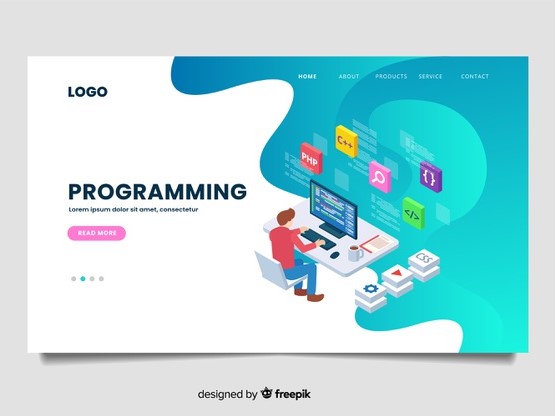 LOGO
HOME ABOUT PRODUCTS SERVICE CONTACT
PHP
C++
{}
</>
CSS
PROGRAMMING
Lorem ipsum dolor sit amet, consectetur
READ MORE
designed by freepik